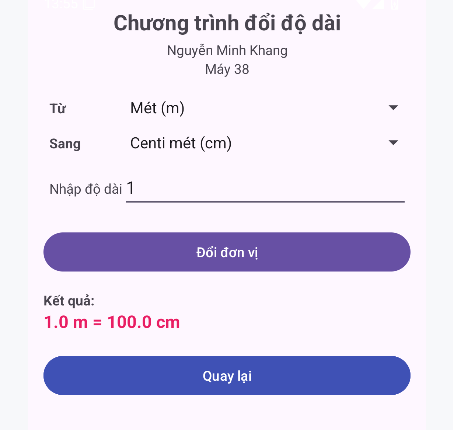 Chương trình đổi độ dài
Nguyễn Minh Khang
Máy 38
Từ Mét (m)
Sang Centi mét (cm)
Nhập độ dài 1
Đổi đơn vị
Kết quả:
1.0 m = 100.0 cm
Quay lại